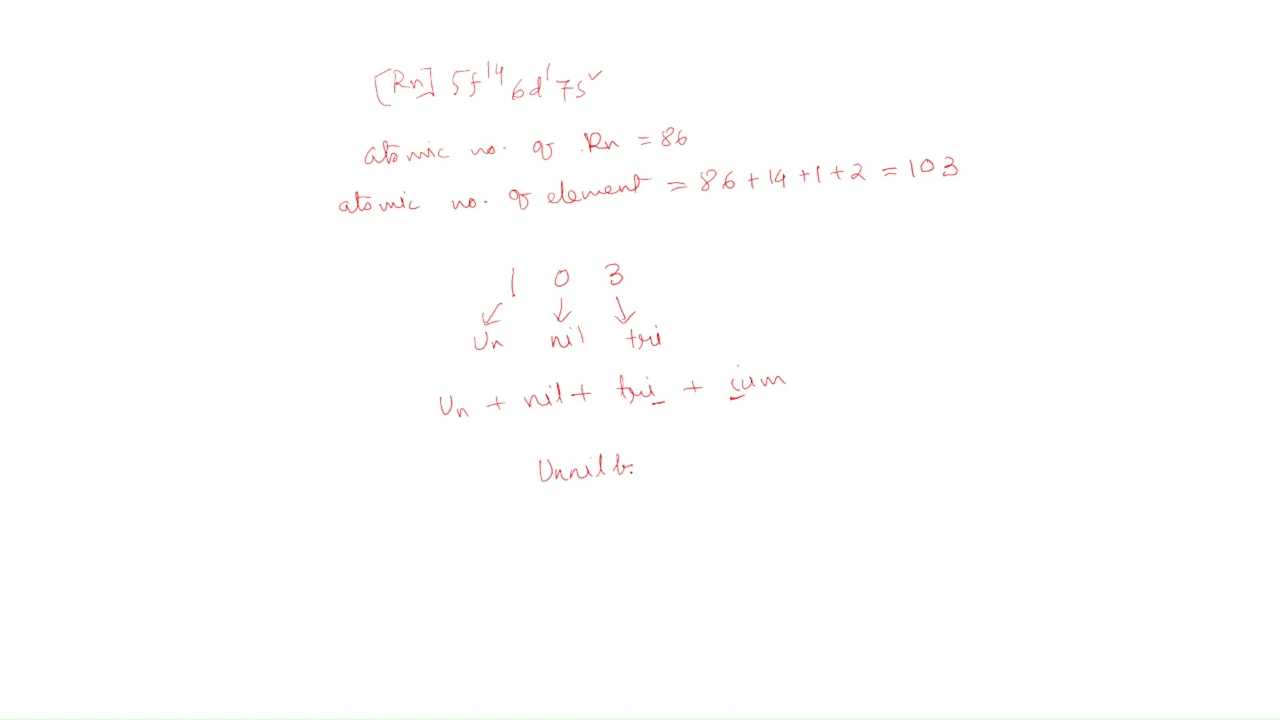 [Rn] 5f¹⁴ 6d¹ 7s²
atomic no. of Rn = 86
atomic no. of element = 86 + 14 + 1 + 2 = 103
1 0 3
↙ ↓ ↘
Un nil tri
Un + nil + tri + ium
Unnilb.